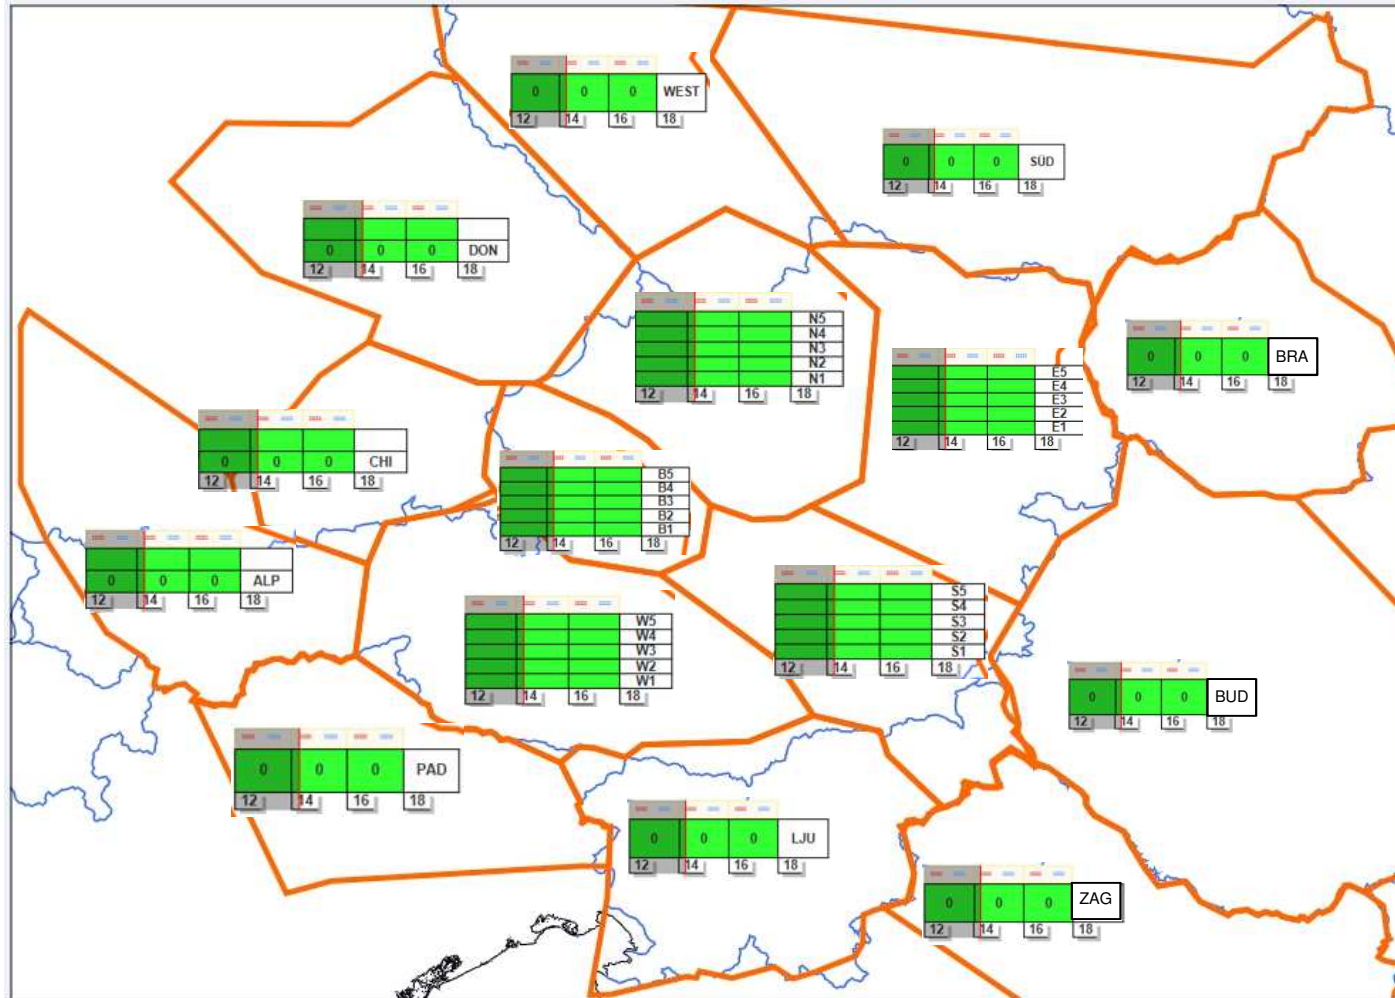 0 0 0 WEST
12 14 16 18
0 0 0 SÜD
12 14 16 18
0 0 0 DON
12 14 16 18
N5
N4
N3
N2
N1
12 14 16 18
0 0 0 BRA
12 14 16 18
E5
E4
E3
E2
E1
12 14 16 18
0 0 0 CHI
12 14 16 18
B5
B4
B3
B2
B1
12 14 16 18
0 0 0 ALP
12 14 16 18
S5
S4
S3
S2
S1
12 14 16 18
W5
W4
W3
W2
W1
12 14 16 18
0 0 0 BUD
12 14 16 18
0 0 0 PAD
12 14 16 18
0 0 0 LJU
12 14 16 18
0 0 0 ZAG
12 14 16 18